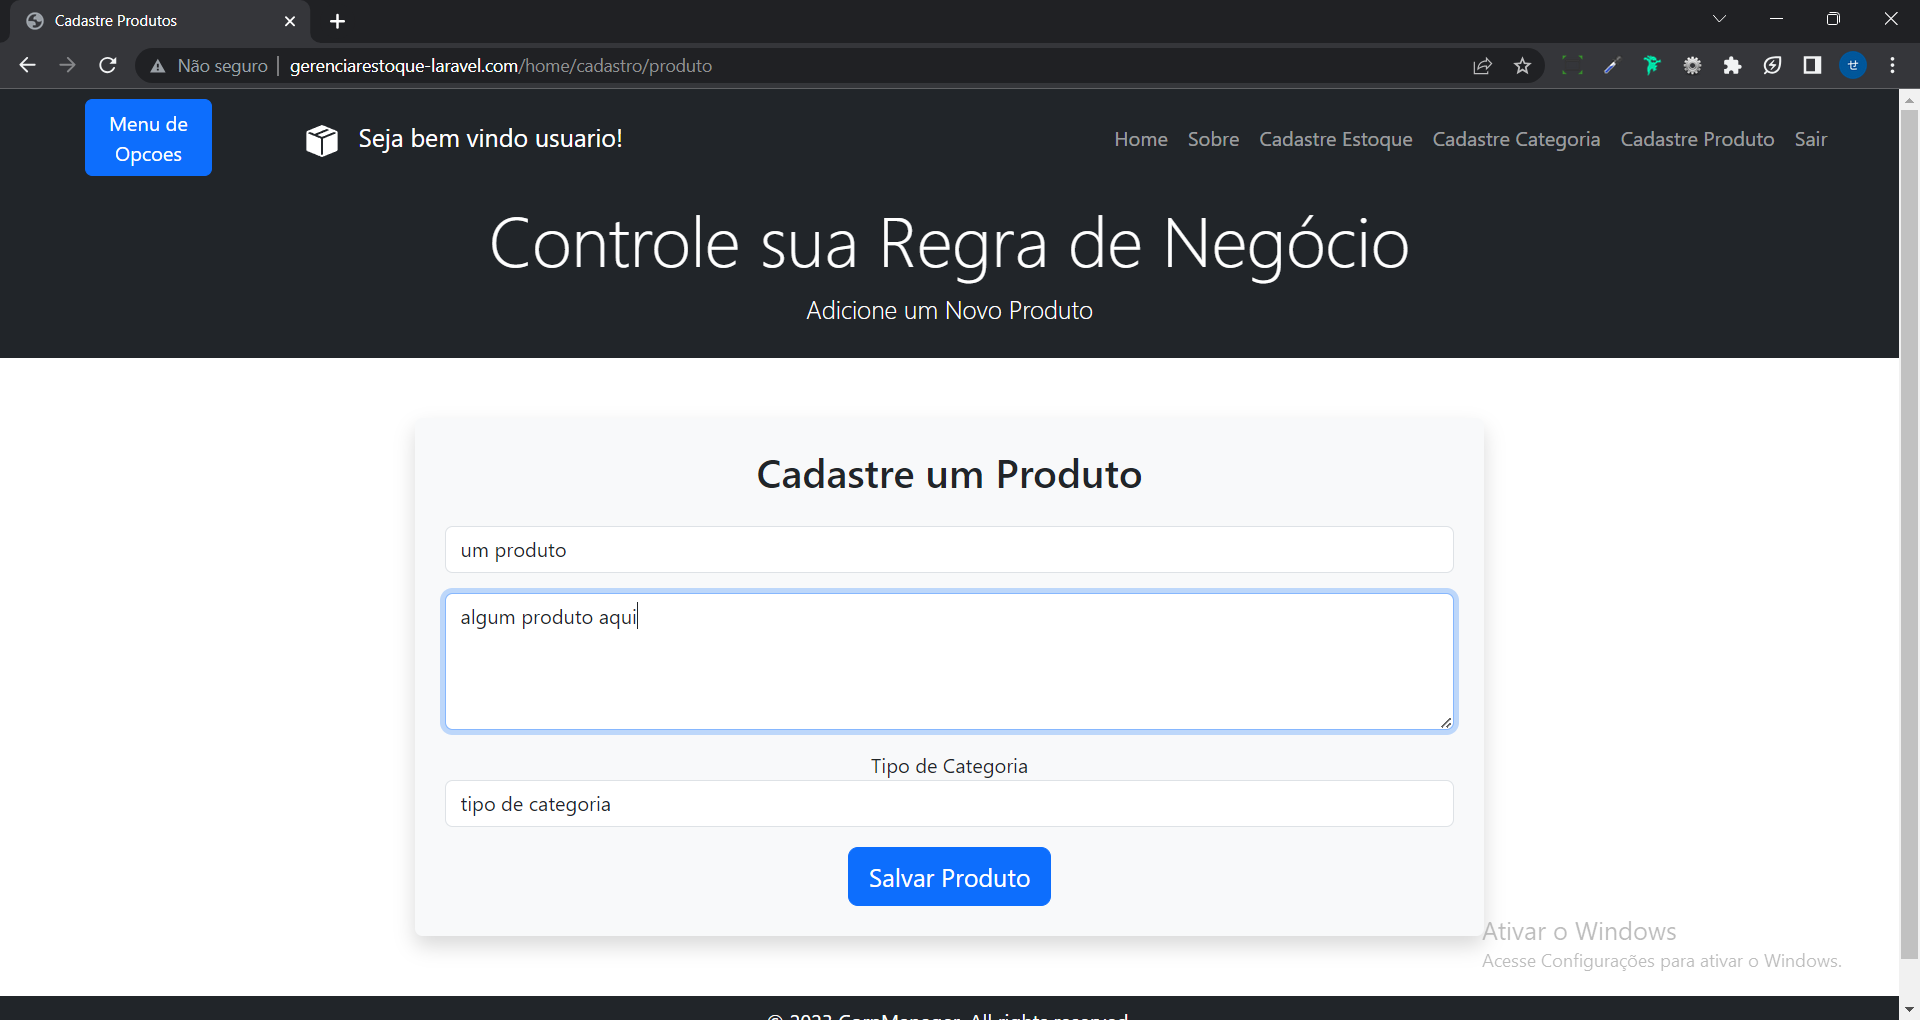 Cadastre Produtos
Não seguro
gerenciarestoque-laravel.com/home/cadastro/produto
Menu de
Opcoes
Seja bem vindo usuario!
Home Sobre Cadastre Estoque Cadastre Categoria Cadastre Produto Sair
Controle sua Regra de Negócio
Adicione um Novo Produto
Cadastre um Produto
um produto
algum produto aqui
Tipo de Categoria
tipo de categoria
Salvar Produto
Ativar o Windows
Acesse Configurações para ativar o Windows.
All rights reserved